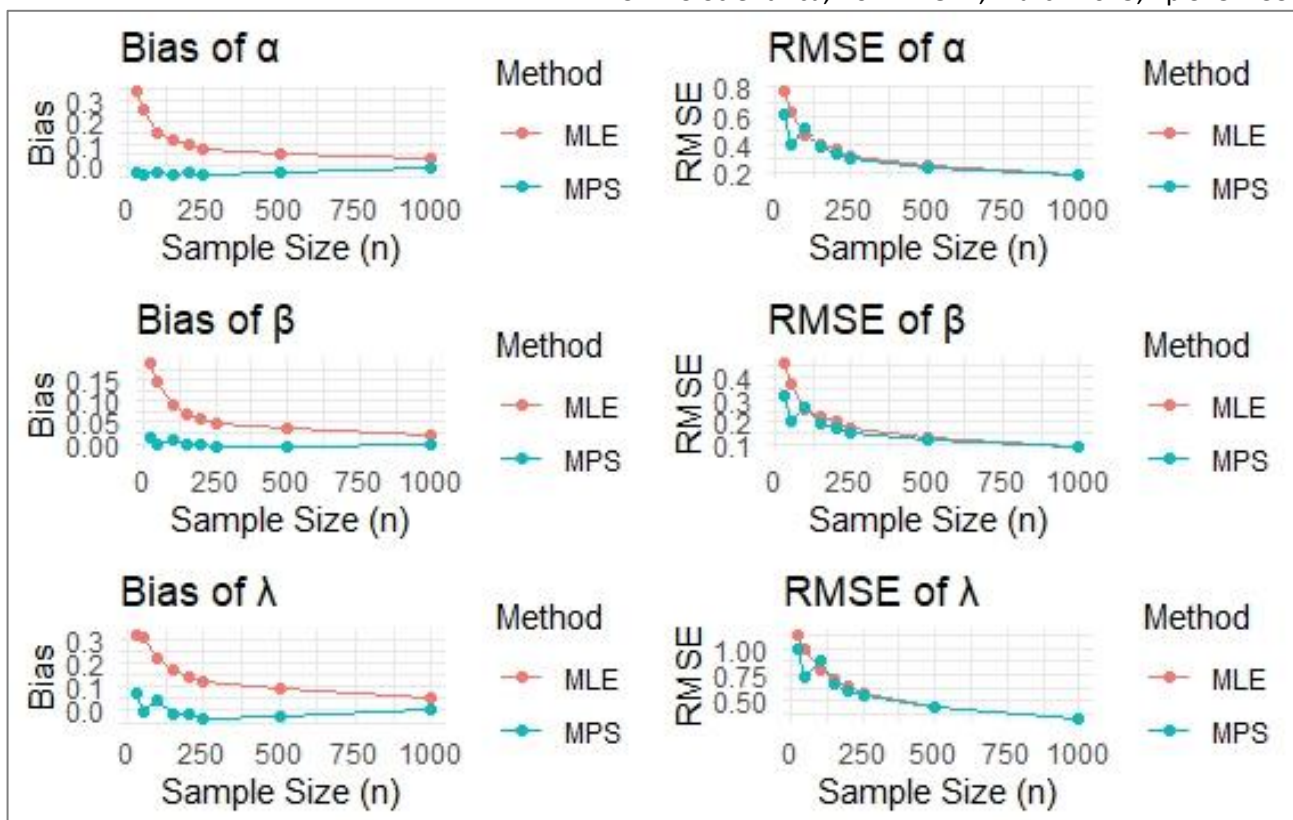 Bias of α
Method
Bias
0.3
0.2
0.1
0.0
MLE
MPS
0 250 500 750 1000
Sample Size (n)
RMSE of α
Method
RMSE
0.8
0.6
0.4
0.2
MLE
MPS
0 250 500 750 1000
Sample Size (n)
Bias of β
Method
Bias
0.15
0.10
0.05
0.00
MLE
MPS
0 250 500 750 1000
Sample Size (n)
RMSE of β
Method
RMSE
0.4
0.3
0.2
0.1
MLE
MPS
0 250 500 750 1000
Sample Size (n)
Bias of λ
Method
Bias
0.3
0.2
0.1
0.0
MLE
MPS
0 250 500 750 1000
Sample Size (n)
RMSE of λ
Method
RMSE
1.00
0.75
0.50
MLE
MPS
0 250 500 750 1000
Sample Size (n)